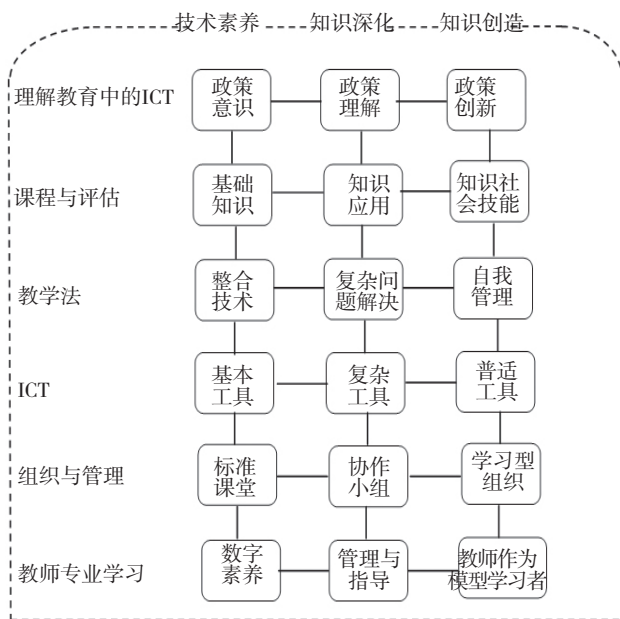 技术素养 知识深化 知识创造
理解教育中的ICT
政策
意识
政策
理解
政策
创新
课程与评估
基础
知识
知识
应用
知识社
会技能
教学法
整合
技术
复杂问
题解决
自我
管理
ICT
基本
工具
复杂
工具
普适
工具
组织与管理
标准
课堂
协作
小组
学习型
组织
教师专业学习
数字
素养
管理与
指导
教师作为
模型学习者